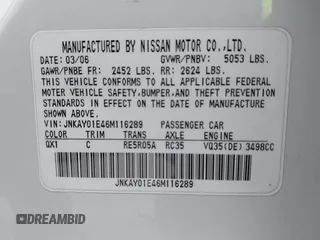 MANUFACTURED BY NISSAN MOTOR CO.,LTD.
DATE: 03/06 GVWR/PNBV: 5053 LBS.
GAWR/PNBE FR: 2452 LBS. RR: 2624 LBS.
THIS VEHICLE CONFORMS TO ALL APPLICABLE FEDERAL
MOTOR VEHICLE SAFETY,BUMPER,AND THEFT PREVENTION
STANDARDS IN EFFECT ON THE DATE OF MANUFACTURE
SHOWN ABOVE.
VIN: JNKAY01E46M116289 PASSENGER CAR
COLOR TRIM TRANS AXLE ENGINE
QX1 C RE5R05A RC35 VQ35(DE) 3498CC
JNKAY01E46M116289
DREAMBID